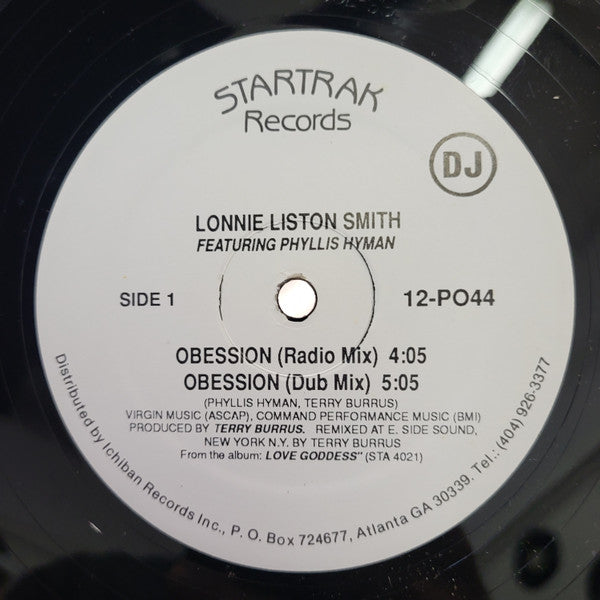 STARTRAK
Records
DJ
LONNIE LISTON SMITH
FEATURING PHYLLIS HYMAN
SIDE 1
12-PO44
OBESSION (Radio Mix) 4:05
OBESSION (Dub Mix) 5:05
(PHYLLIS HYMAN, TERRY BURRUS)
VIRGIN MUSIC (ASCAP), COMMAND PERFORMANCE MUSIC (BMI)
PRODUCED BY TERRY BURRUS. REMIXED AT E. SIDE SOUND,
NEW YORK N.Y. BY TERRY BURRUS
From the album: LOVE GODDESS" (STA 4021)
Distributed by Ichiban Records Inc., P. O. Box 724677, Atlanta GA 30339. Tel.: (404) 926-3377